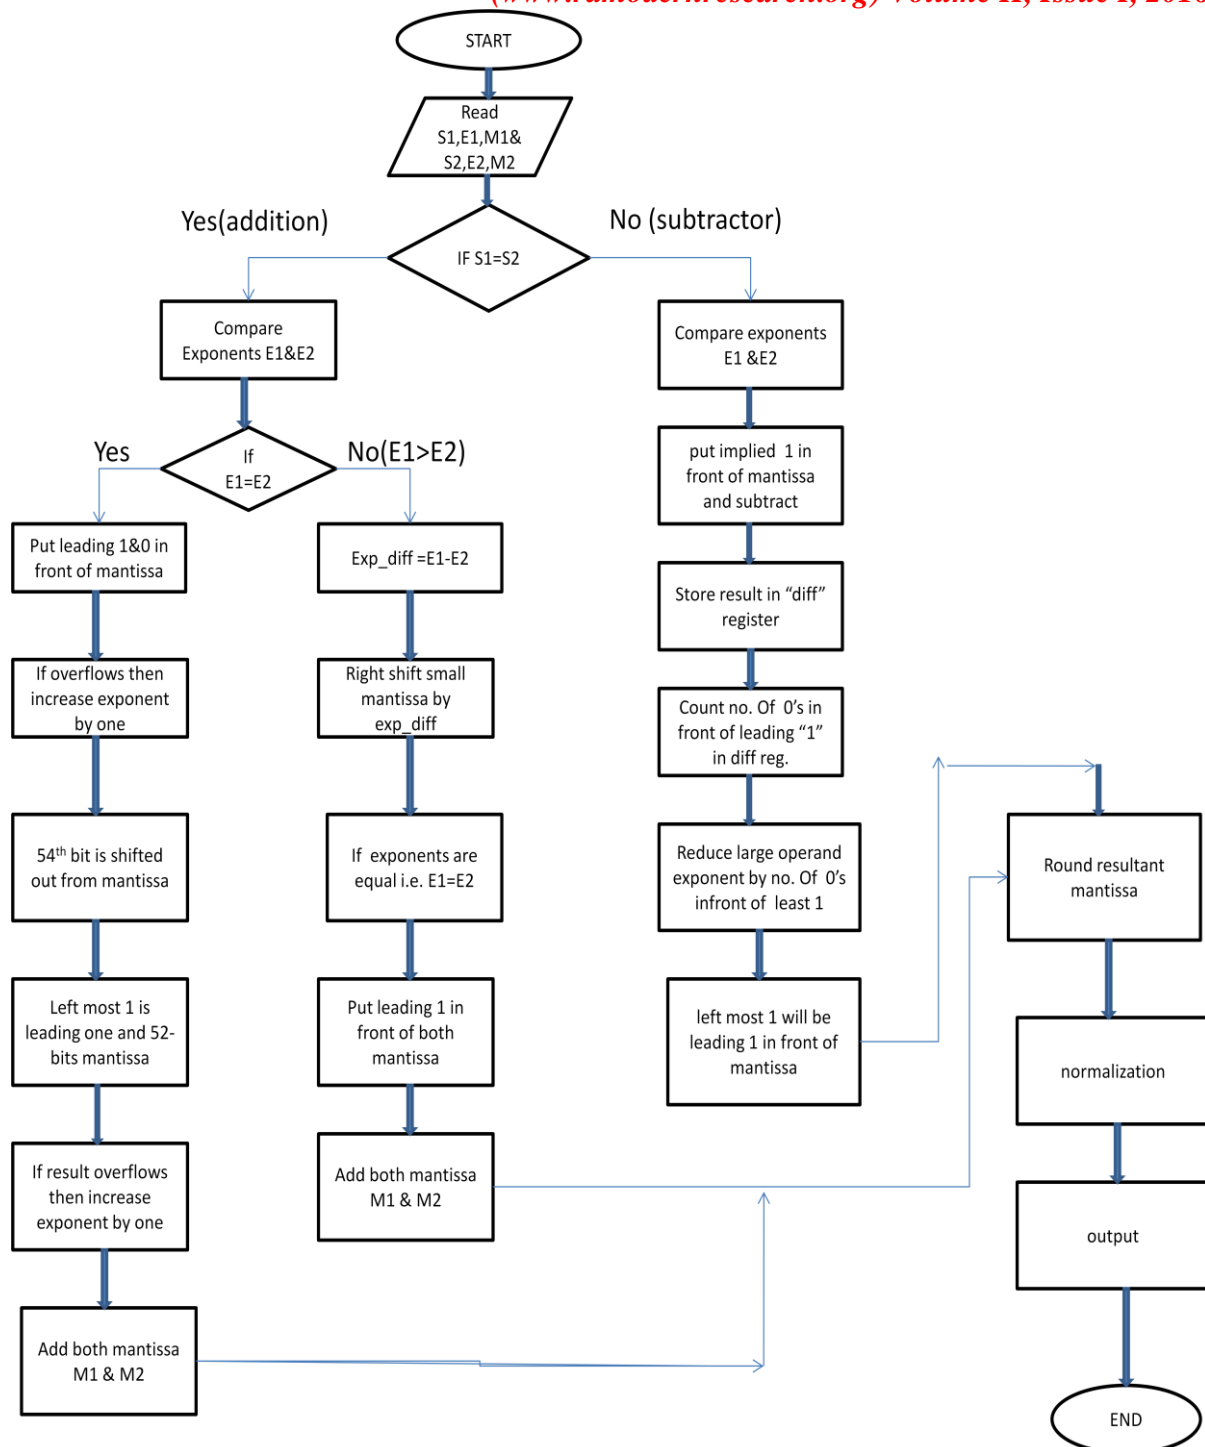 (www.rdmodernresearch.org) Volume II, Issue I, 2016
START
Read
S1,E1,M1&
S2,E2,M2
Yes(addition)
No (subtractor)
IF S1=S2
Compare
Exponents E1&E2
Compare exponents
E1 &E2
Yes
No(E1>E2)
If
E1=E2
put implied 1 in
front of mantissa
and subtract
Put leading 1&0 in
front of mantissa
Exp_diff =E1-E2
Store result in “diff”
register
If overflows then
increase exponent
by one
Right shift small
mantissa by
exp_diff
Count no. Of 0’s in
front of leading “1”
in diff reg.
54th bit is shifted
out from mantissa
If exponents are
equal i.e. E1=E2
Reduce large operand
exponent by no. Of 0’s
infront of least 1
Round resultant
mantissa
Left most 1 is
leading one and 52-
bits mantissa
Put leading 1 in
front of both
mantissa
left most 1 will be
leading 1 in front of
mantissa
normalization
If result overflows
then increase
exponent by one
Add both mantissa
M1 & M2
output
Add both mantissa
M1 & M2
END